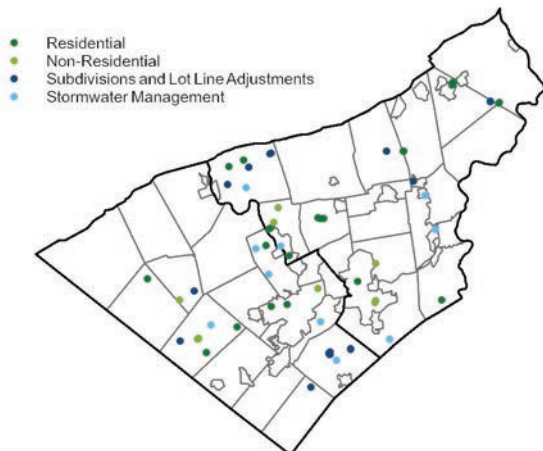 Residential
Non-Residential
Subdivisions and Lot Line Adjustments
Stormwater Management